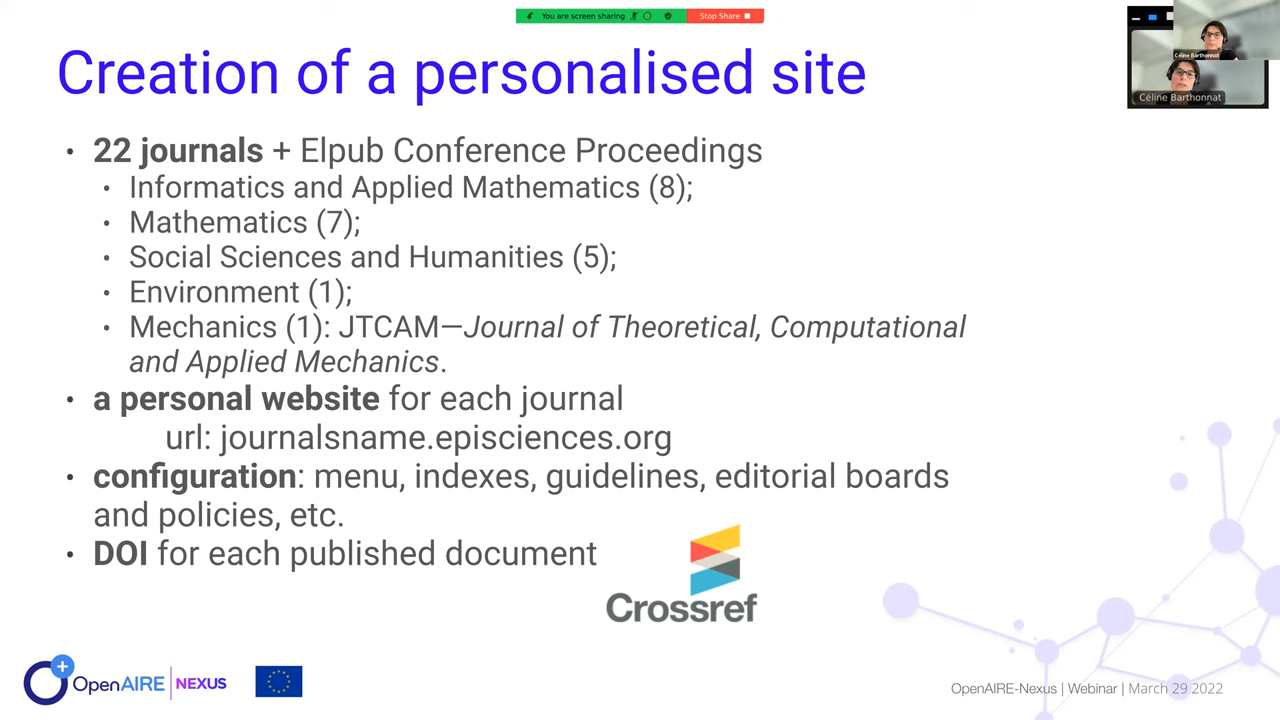 You are screen sharing
Stop Share
Céline Barthonnat
Céline Barthonnat
Creation of a personalised site
• 22 journals + Elpub Conference Proceedings
• Informatics and Applied Mathematics (8);
• Mathematics (7);
• Social Sciences and Humanities (5);
• Environment (1);
• Mechanics (1): JTCAM—Journal of Theoretical, Computational
and Applied Mechanics.
• a personal website for each journal
url: journalsname.episciences.org
• configuration: menu, indexes, guidelines, editorial boards
and policies, etc.
• DOI for each published document
Crossref
OpenAIRE | NEXUS
OpenAIRE-Nexus | Webinar | March 29 2022